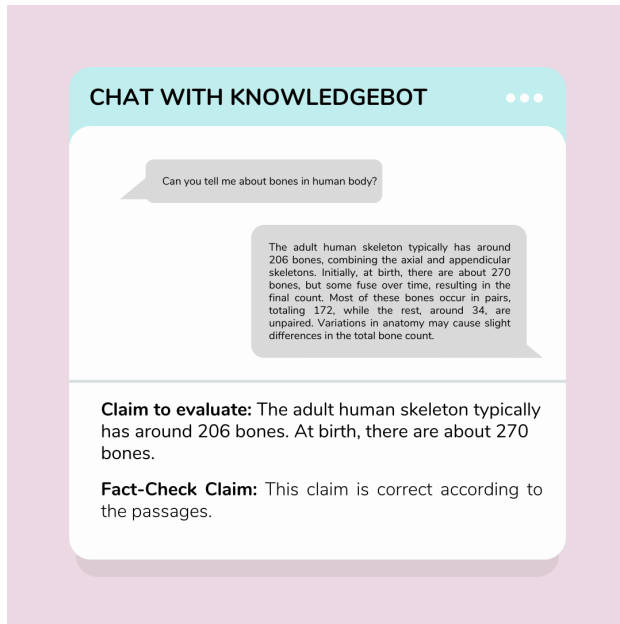 CHAT WITH KNOWLEDGEBOT
Can you tell me about bones in human body?
The adult human skeleton typically has around
206 bones, combining the axial and appendicular
skeletons. Initially, at birth, there are about 270
bones, but some fuse over time, resulting in the
final count. Most of these bones occur in pairs,
totaling 172, while the rest, around 34, are
unpaired. Variations in anatomy may cause slight
differences in the total bone count.
Claim to evaluate: The adult human skeleton typically
has around 206 bones. At birth, there are about 270
bones.
Fact-Check Claim: This claim is correct according to
the passages.